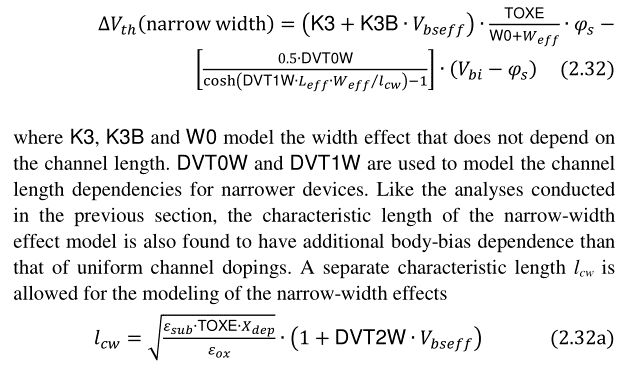 ΔV_th(narrow width) = (K3 + K3B · V_bseff) · TOXE/(W0+W_eff) · φ_s −
[0.5·DVT0W/(cosh(DVT1W·L_eff·W_eff/l_cw)−1)] · (V_bi − φ_s) (2.32)
where K3, K3B and W0 model the width effect that does not depend on
the channel length. DVT0W and DVT1W are used to model the channel
length dependencies for narrower devices. Like the analyses conducted
in the previous section, the characteristic length of the narrow-width
effect model is also found to have additional body-bias dependence than
that of uniform channel dopings. A separate characteristic length l_cw is
allowed for the modeling of the narrow-width effects
l_cw = √(ε_sub·TOXE·X_dep/ε_ox) · (1 + DVT2W · V_bseff) (2.32a)